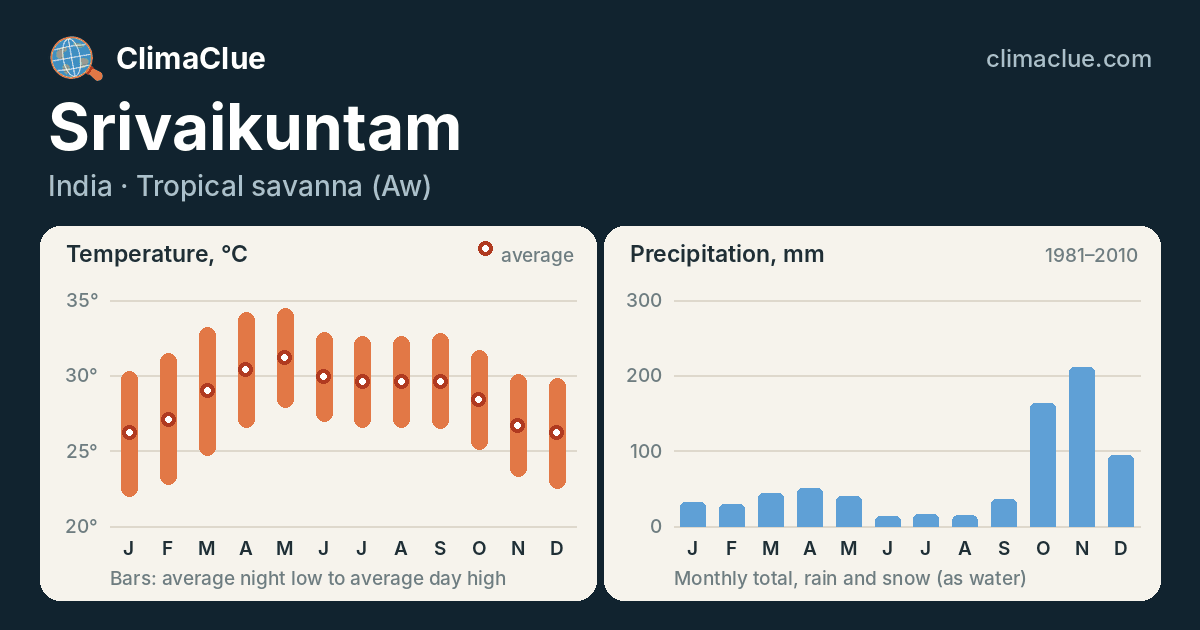 ClimaClue
climaclue.com
Srivaikuntam
India · Tropical savanna (Aw)
Temperature, °C
average
35°
30°
25°
20°
J F M A M J J A S O N D
Bars: average night low to average day high
Precipitation, mm
1981–2010
300
200
100
0
J F M A M J J A S O N D
Monthly total, rain and snow (as water)